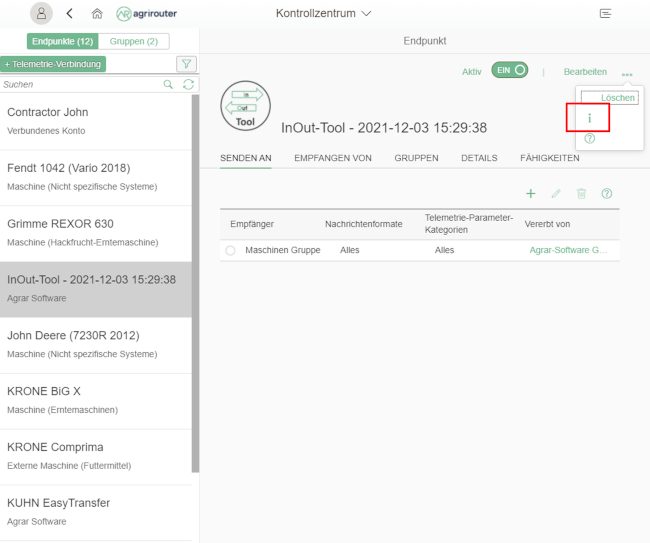 agrirouter
Kontrollzentrum
Endpunkte (12)
Gruppen (2)
Endpunkt
+ Telemetrie-Verbindung
Suchen
Aktiv
EIN
Bearbeiten
Löschen
i
In
Out
Tool
InOut-Tool - 2021-12-03 15:29:38
SENDEN AN
EMPFANGEN VON
GRUPPEN
DETAILS
FÄHIGKEITEN
Empfänger
Nachrichtenformate
Telemetrie-Parameter-
Kategorien
Vererbt von
Maschinen Gruppe
Alles
Alles
Agrar-Software G...
Contractor John
Verbundenes Konto
Fendt 1042 (Vario 2018)
Maschine (Nicht spezifische Systeme)
Grimme REXOR 630
Maschine (Hackfrucht-Erntemaschine)
InOut-Tool - 2021-12-03 15:29:38
Agrar Software
John Deere (7230R 2012)
Maschine (Nicht spezifische Systeme)
KRONE BiG X
Maschine (Erntemaschinen)
KRONE Comprima
Externe Maschine (Futtermittel)
KUHN EasyTransfer
Agrar Software